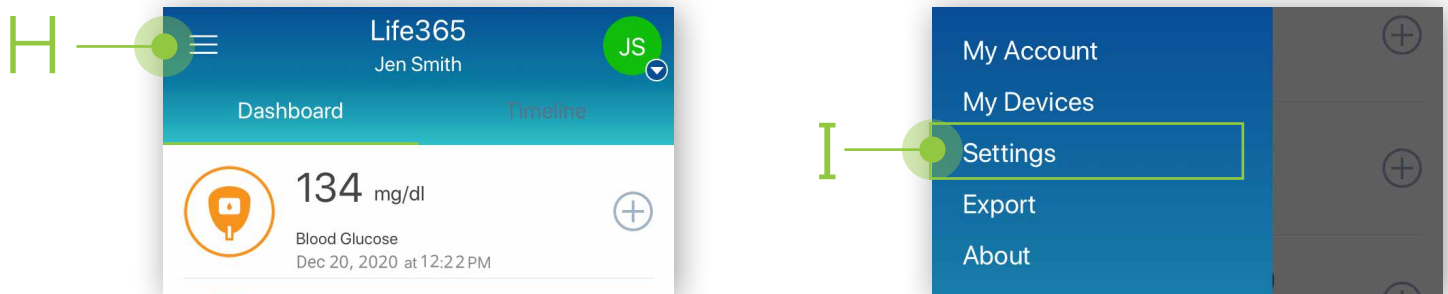 H
Life365
Jen Smith
JS
Dashboard
Timeline
134 mg/dl
Blood Glucose
Dec 20, 2020 at 12:22 PM
I
My Account
My Devices
Settings
Export
About